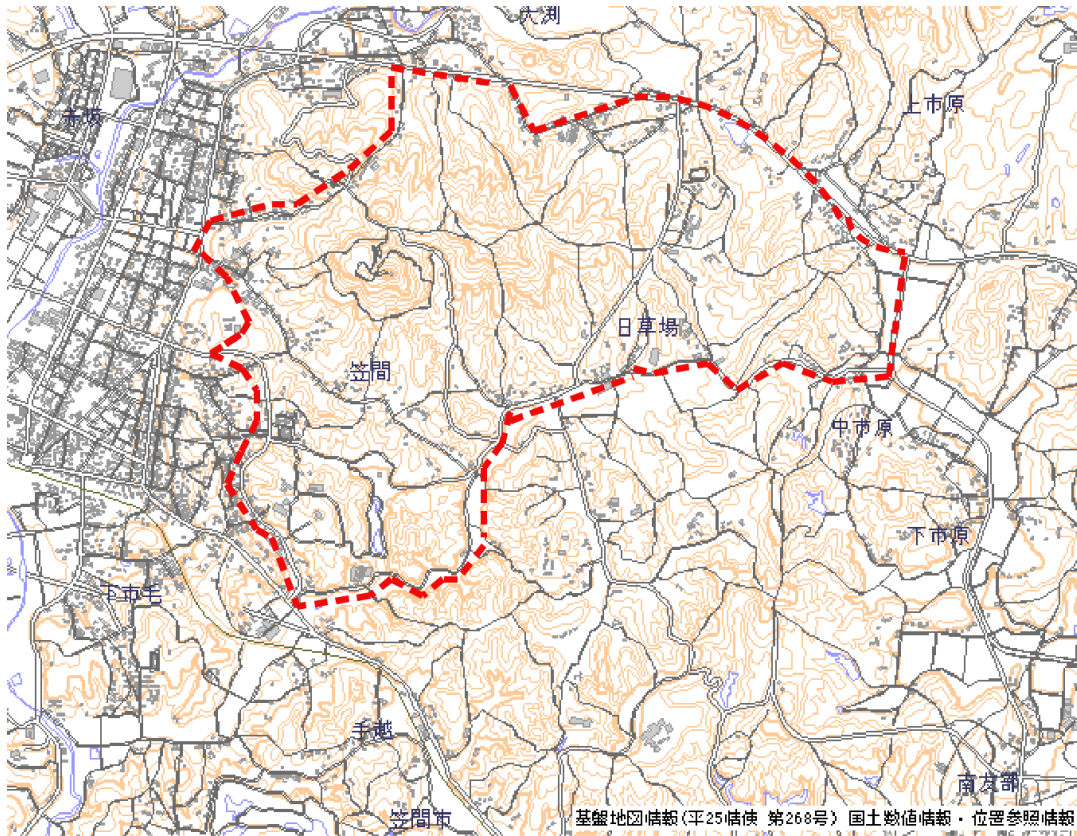 大渕
赤坂
上市原
日草場
笠間
中市原
下市原
下市毛
手越
南友部
笠間市
基盤地図情報(平25情使 第268号) 国土数値情報・位置参照情報